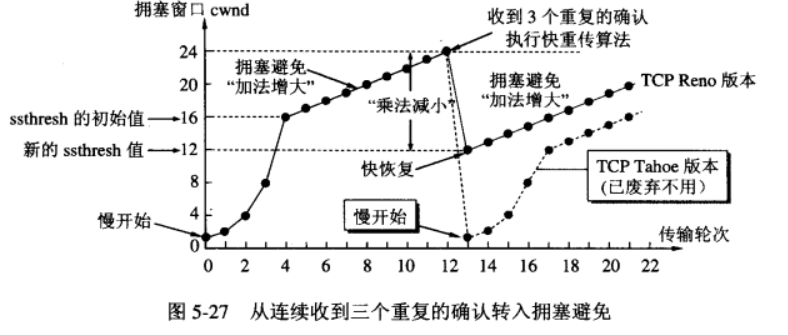 拥塞窗口 cwnd
收到 3 个重复的确认
执行快重传算法
24
拥塞避免
“加法增大”
拥塞避免
“加法增大”
TCP Reno 版本
20
“乘法减小”
ssthresh 的初始值
16
新的 ssthresh 值
12
快恢复
TCP Tahoe 版本
(已废弃不用)
8
慢开始
慢开始
4
传输轮次
0
0 2 4 6 8 10 12 14 16 18 20 22
图 5-27 从连续收到三个重复的确认转入拥塞避免